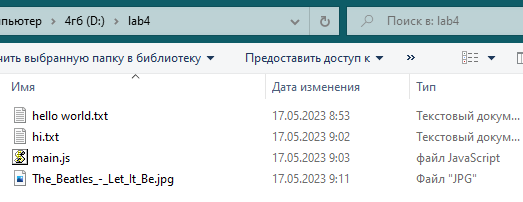 пьютер > 4гб (D:) > lab4
Поиск в: lab4
чить выбранную папку в библиотеку Предоставить доступ к »
Имя Дата изменения Тип
hello world.txt 17.05.2023 8:53 Текстовый докум...
hi.txt 17.05.2023 9:02 Текстовый докум...
main.js 17.05.2023 9:03 файл JavaScript
The_Beatles_-_Let_It_Be.jpg 17.05.2023 9:11 Файл "JPG"